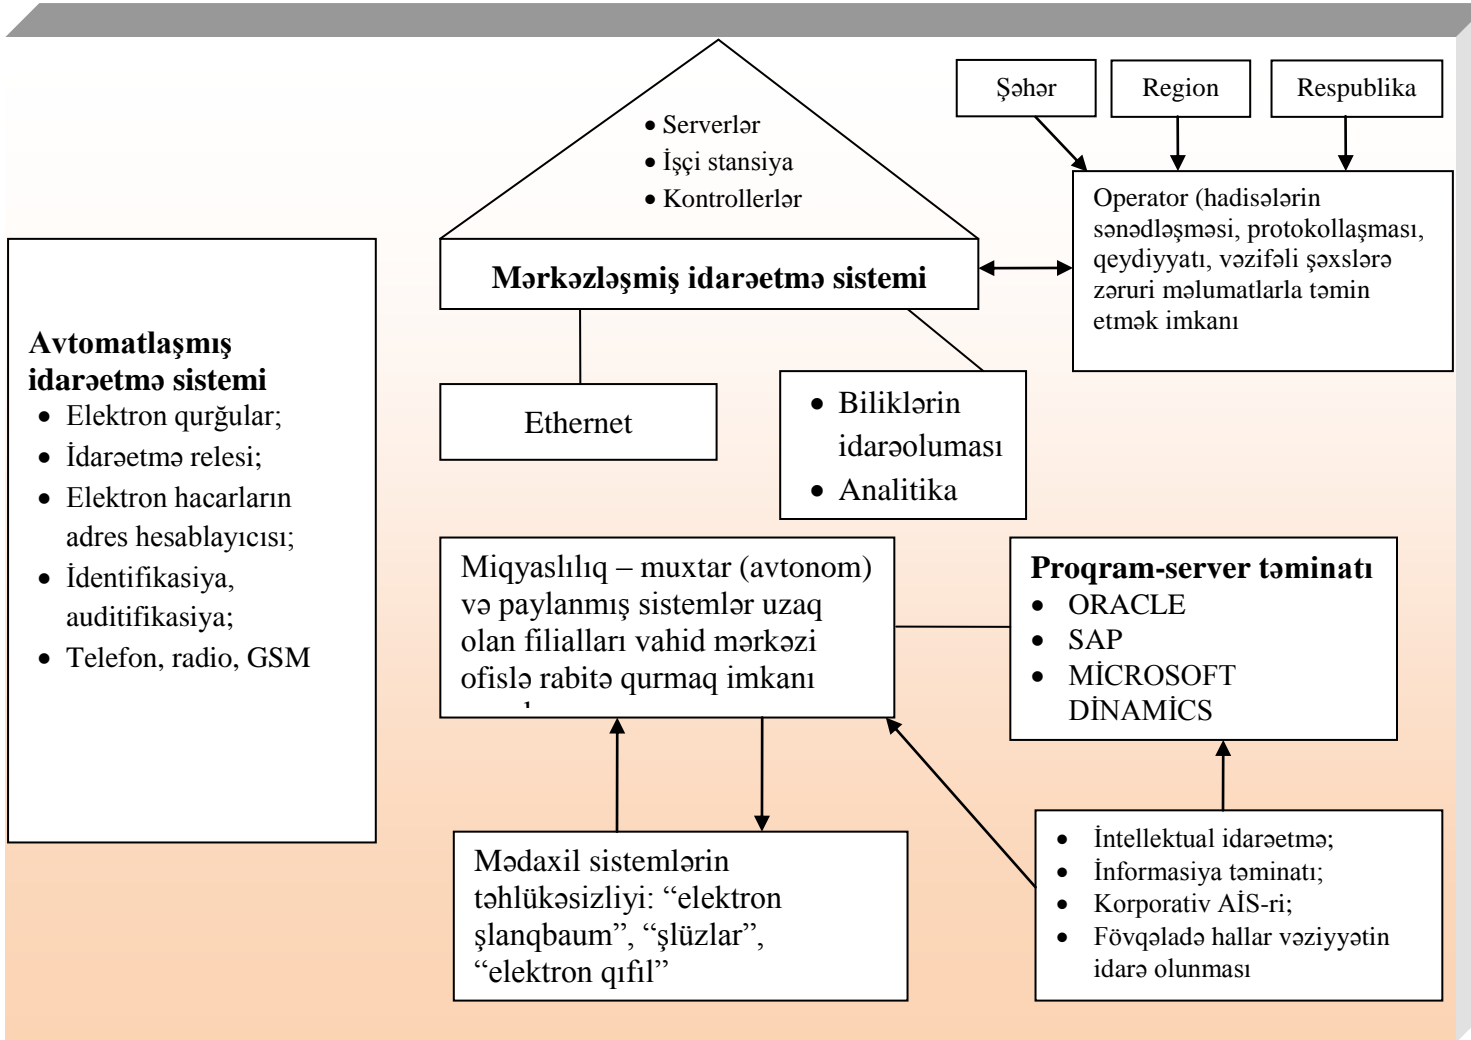 Şəhər
Region
Respublika
• Serverlər
• İşçi stansiya
• Kontrollerlər
Operator (hadisələrin
sənədləşməsi, protokollaşması,
qeydiyyatı, vəzifəli şəxslərə
zəruri məlumatlarla təmin
etmək imkanı
Mərkəzləşmiş idarəetmə sistemi
Avtomatlaşmış
idarəetmə sistemi
• Elektron qurğular;
• İdarəetmə relesi;
• Elektron hacarların
adres hesablayıcısı;
• İdentifikasiya,
auditifikasiya;
• Telefon, radio, GSM
Ethernet
• Biliklərin
idarəoluması
• Analitika
Miqyaslılıq – muxtar (avtonom)
və paylanmış sistemlər uzaq
olan filialları vahid mərkəzi
ofislə rabitə qurmaq imkanı
Proqram-server təminatı
• ORACLE
• SAP
• MİCROSOFT
DİNAMİCS
Mədaxil sistemlərin
təhlükəsizliyi: “elektron
şlanqbaum”, “şlüzlar”,
“elektron qıfıl”
• İntellektual idarəetmə;
• İnformasiya təminatı;
• Korporativ AİS-ri;
• Fövqəladə hallar vəziyyətin
idarə olunması